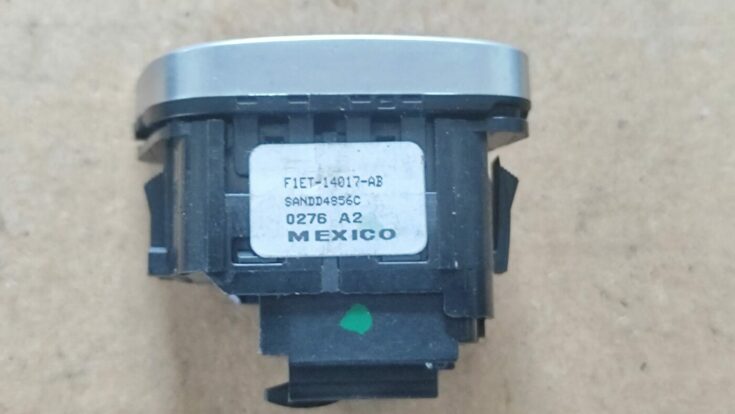 F1ET-14017-AB
SANDD4856C
0276 A2
MEXICO